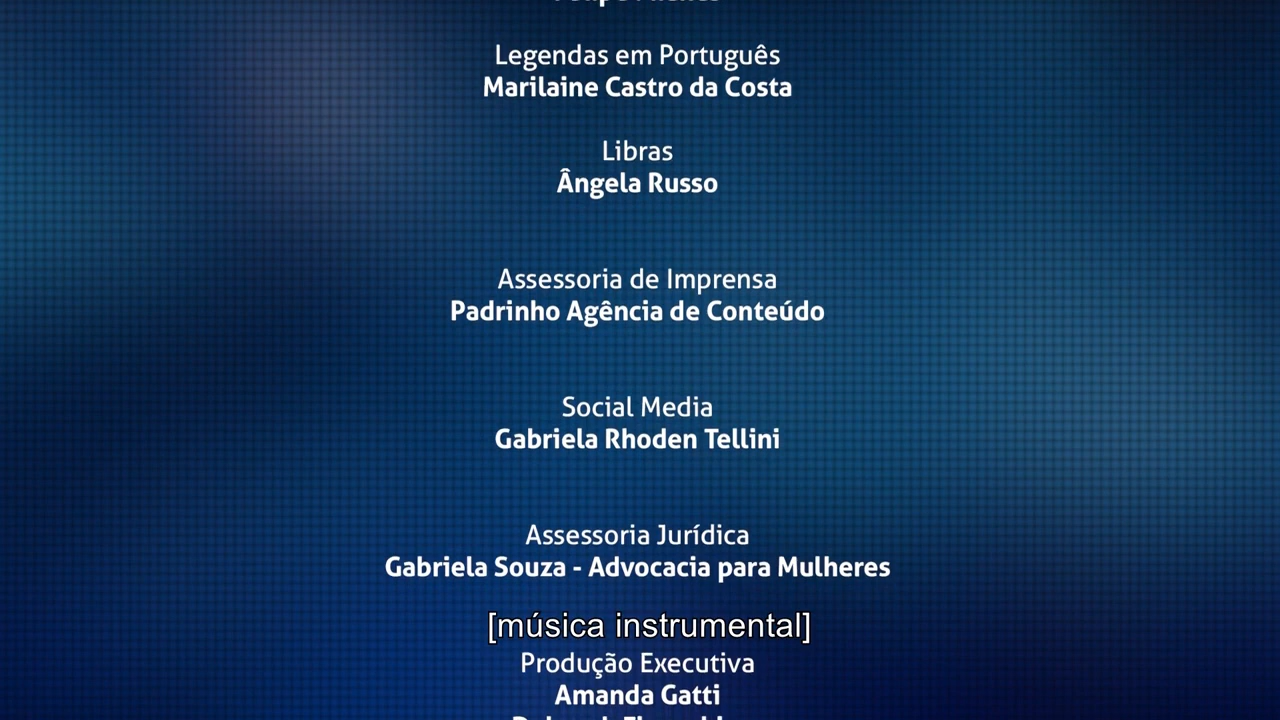 Legendas em Português
Marilaine Castro da Costa
Libras
Ângela Russo
Assessoria de Imprensa
Padrinho Agência de Conteúdo
Social Media
Gabriela Rhoden Tellini
Assessoria Jurídica
Gabriela Souza - Advocacia para Mulheres
[música instrumental]
Produção Executiva
Amanda Gatti